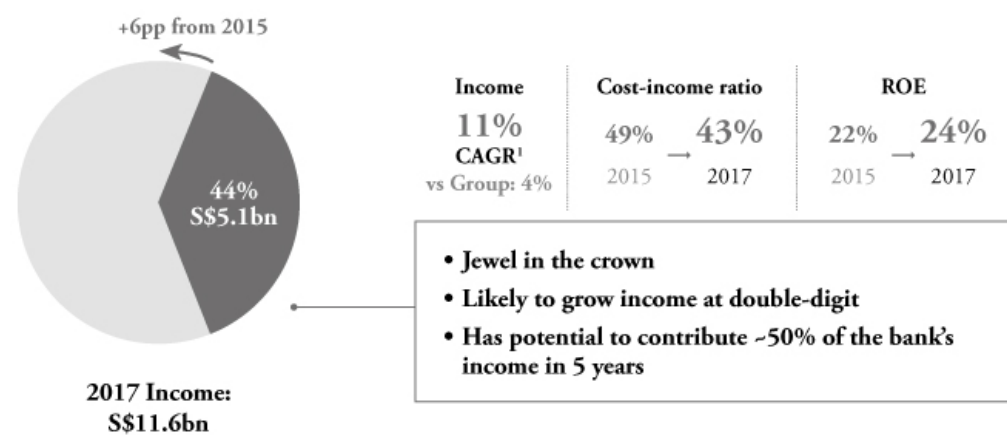 +6pp from 2015
44%
S$5.1bn
2017 Income:
S$11.6bn
Income
11%
CAGR¹
vs Group: 4%
Cost-income ratio
49% → 43%
2015 2017
ROE
22% → 24%
2015 2017
• Jewel in the crown
• Likely to grow income at double-digit
• Has potential to contribute ~50% of the bank's
income in 5 years